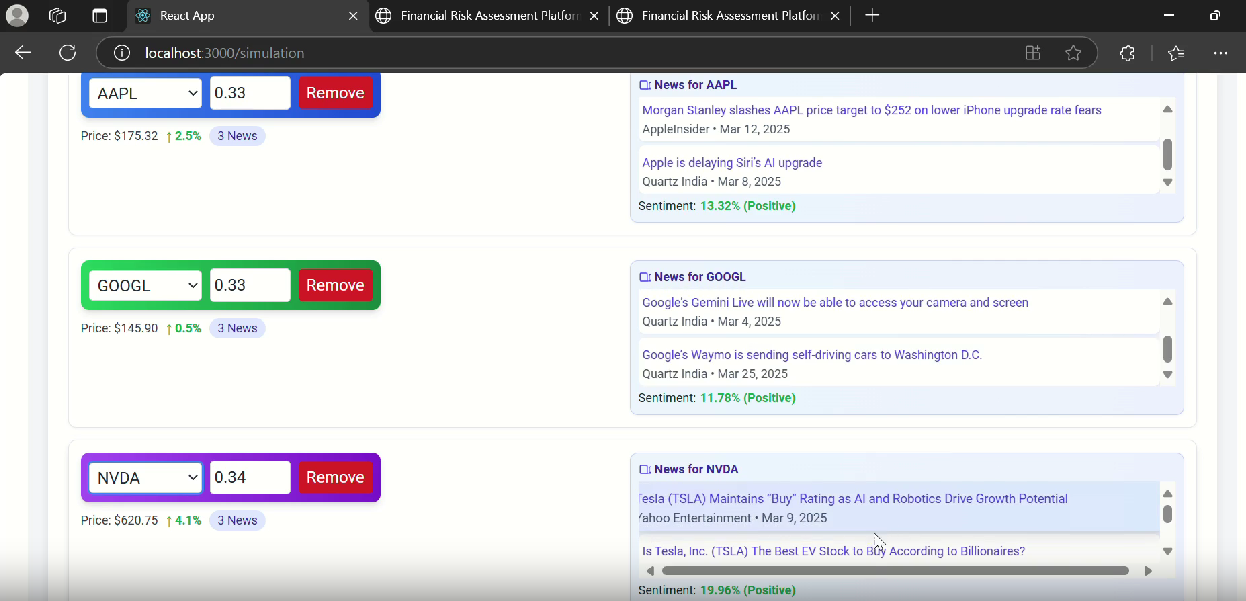 React App
Financial Risk Assessment Platfor
Financial Risk Assessment Platfor
localhost:3000/simulation
AAPL
0.33
Remove
Price: $175.32 ↑ 2.5% 3 News
News for AAPL
Morgan Stanley slashes AAPL price target to $252 on lower iPhone upgrade rate fears
AppleInsider • Mar 12, 2025
Apple is delaying Siri's AI upgrade
Quartz India • Mar 8, 2025
Sentiment: 13.32% (Positive)
GOOGL
0.33
Remove
Price: $145.90 ↑ 0.5% 3 News
News for GOOGL
Google's Gemini Live will now be able to access your camera and screen
Quartz India • Mar 4, 2025
Google's Waymo is sending self-driving cars to Washington D.C.
Quartz India • Mar 25, 2025
Sentiment: 11.78% (Positive)
NVDA
0.34
Remove
Price: $620.75 ↑ 4.1% 3 News
News for NVDA
Tesla (TSLA) Maintains "Buy" Rating as AI and Robotics Drive Growth Potential
Yahoo Entertainment • Mar 9, 2025
Is Tesla, Inc. (TSLA) The Best EV Stock to Buy According to Billionaires?
Sentiment: 19.96% (Positive)